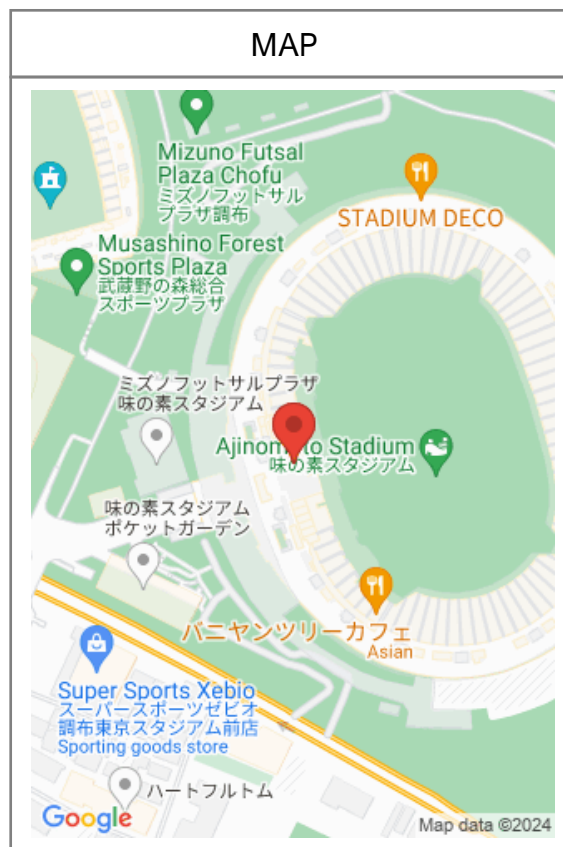 MAP
Mizuno Futsal
Plaza Chofu
ミズノフットサル
プラザ調布
STADIUM DECO
Musashino Forest
Sports Plaza
武蔵野の森総合
スポーツプラザ
ミズノフットサルプラザ
味の素スタジアム
Ajinomoto Stadium
味の素スタジアム
味の素スタジアム
ポケットガーデン
バニヤンツリーカフェ
Asian
Super Sports Xebio
スーパースポーツゼビオ
調布東京スタジアム前店
Sporting goods store
ハートフルトム
Google
Map data ©2024